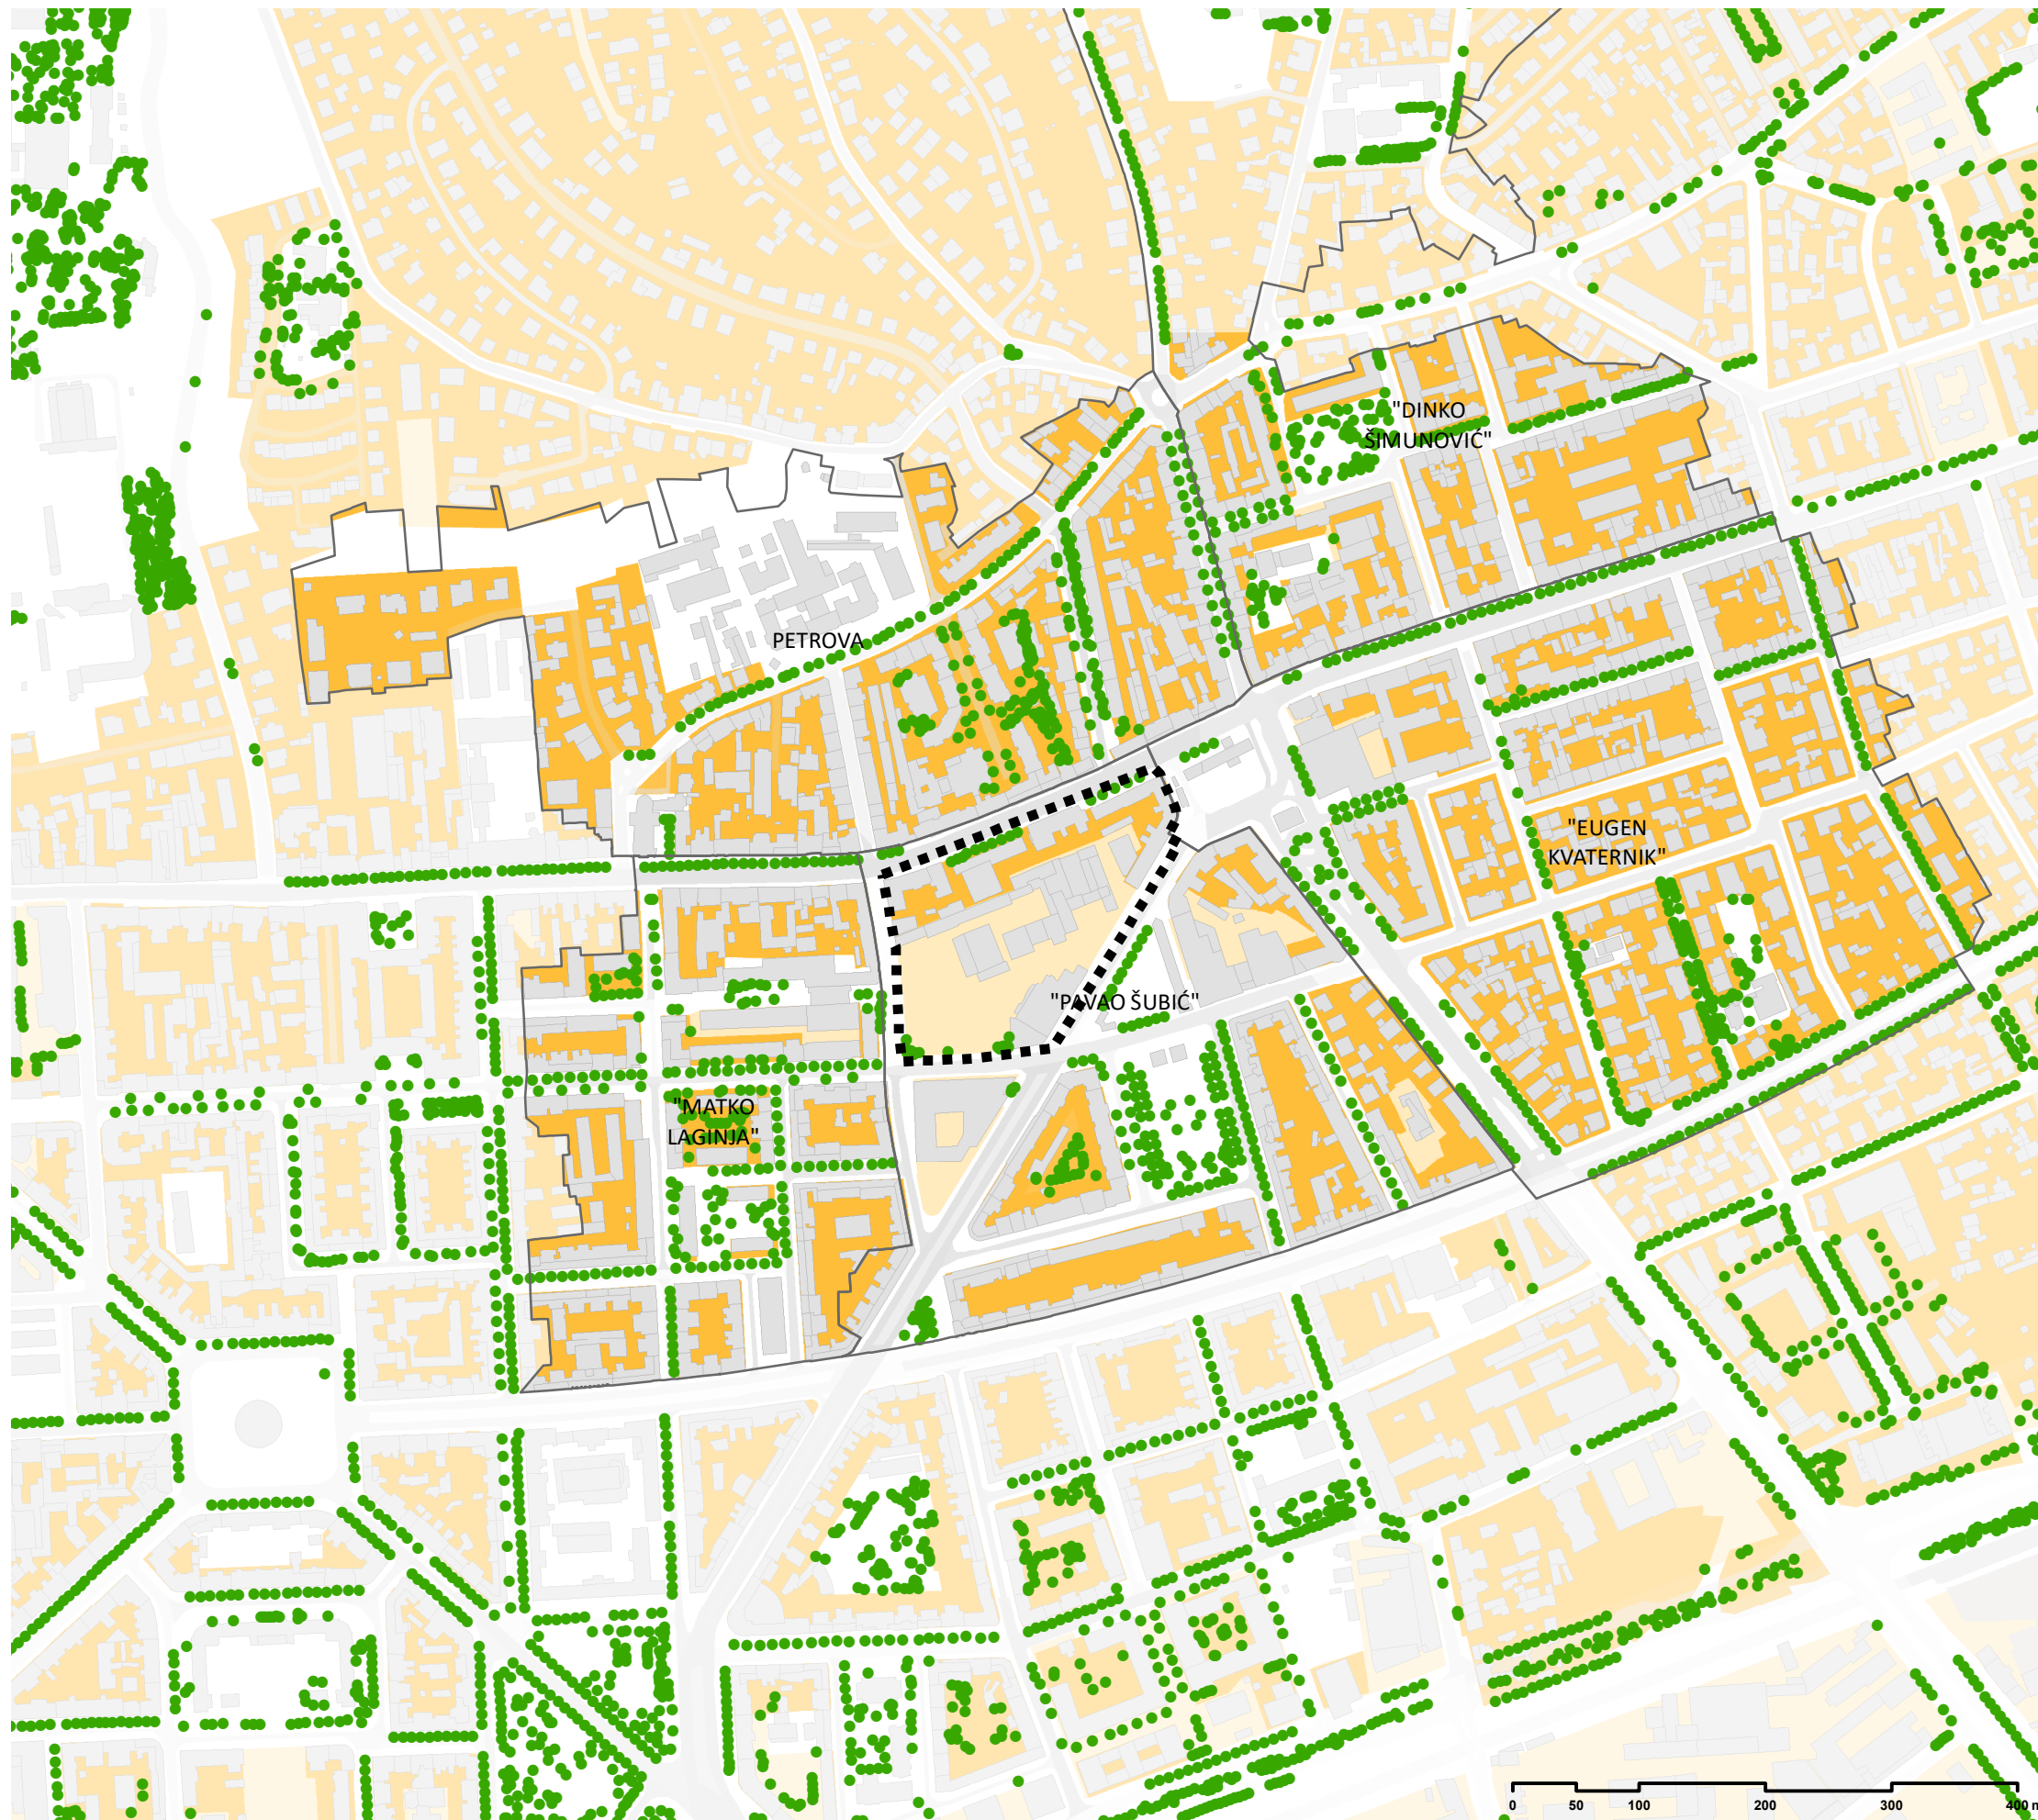 "DINKO
ŠIMUNOVIĆ"
PETROVA
"EUGEN
KVATERNIK"
"PAVAO ŠUBIĆ"
"MATKO
LAGINJA"
0 50 100 200 300 400 m